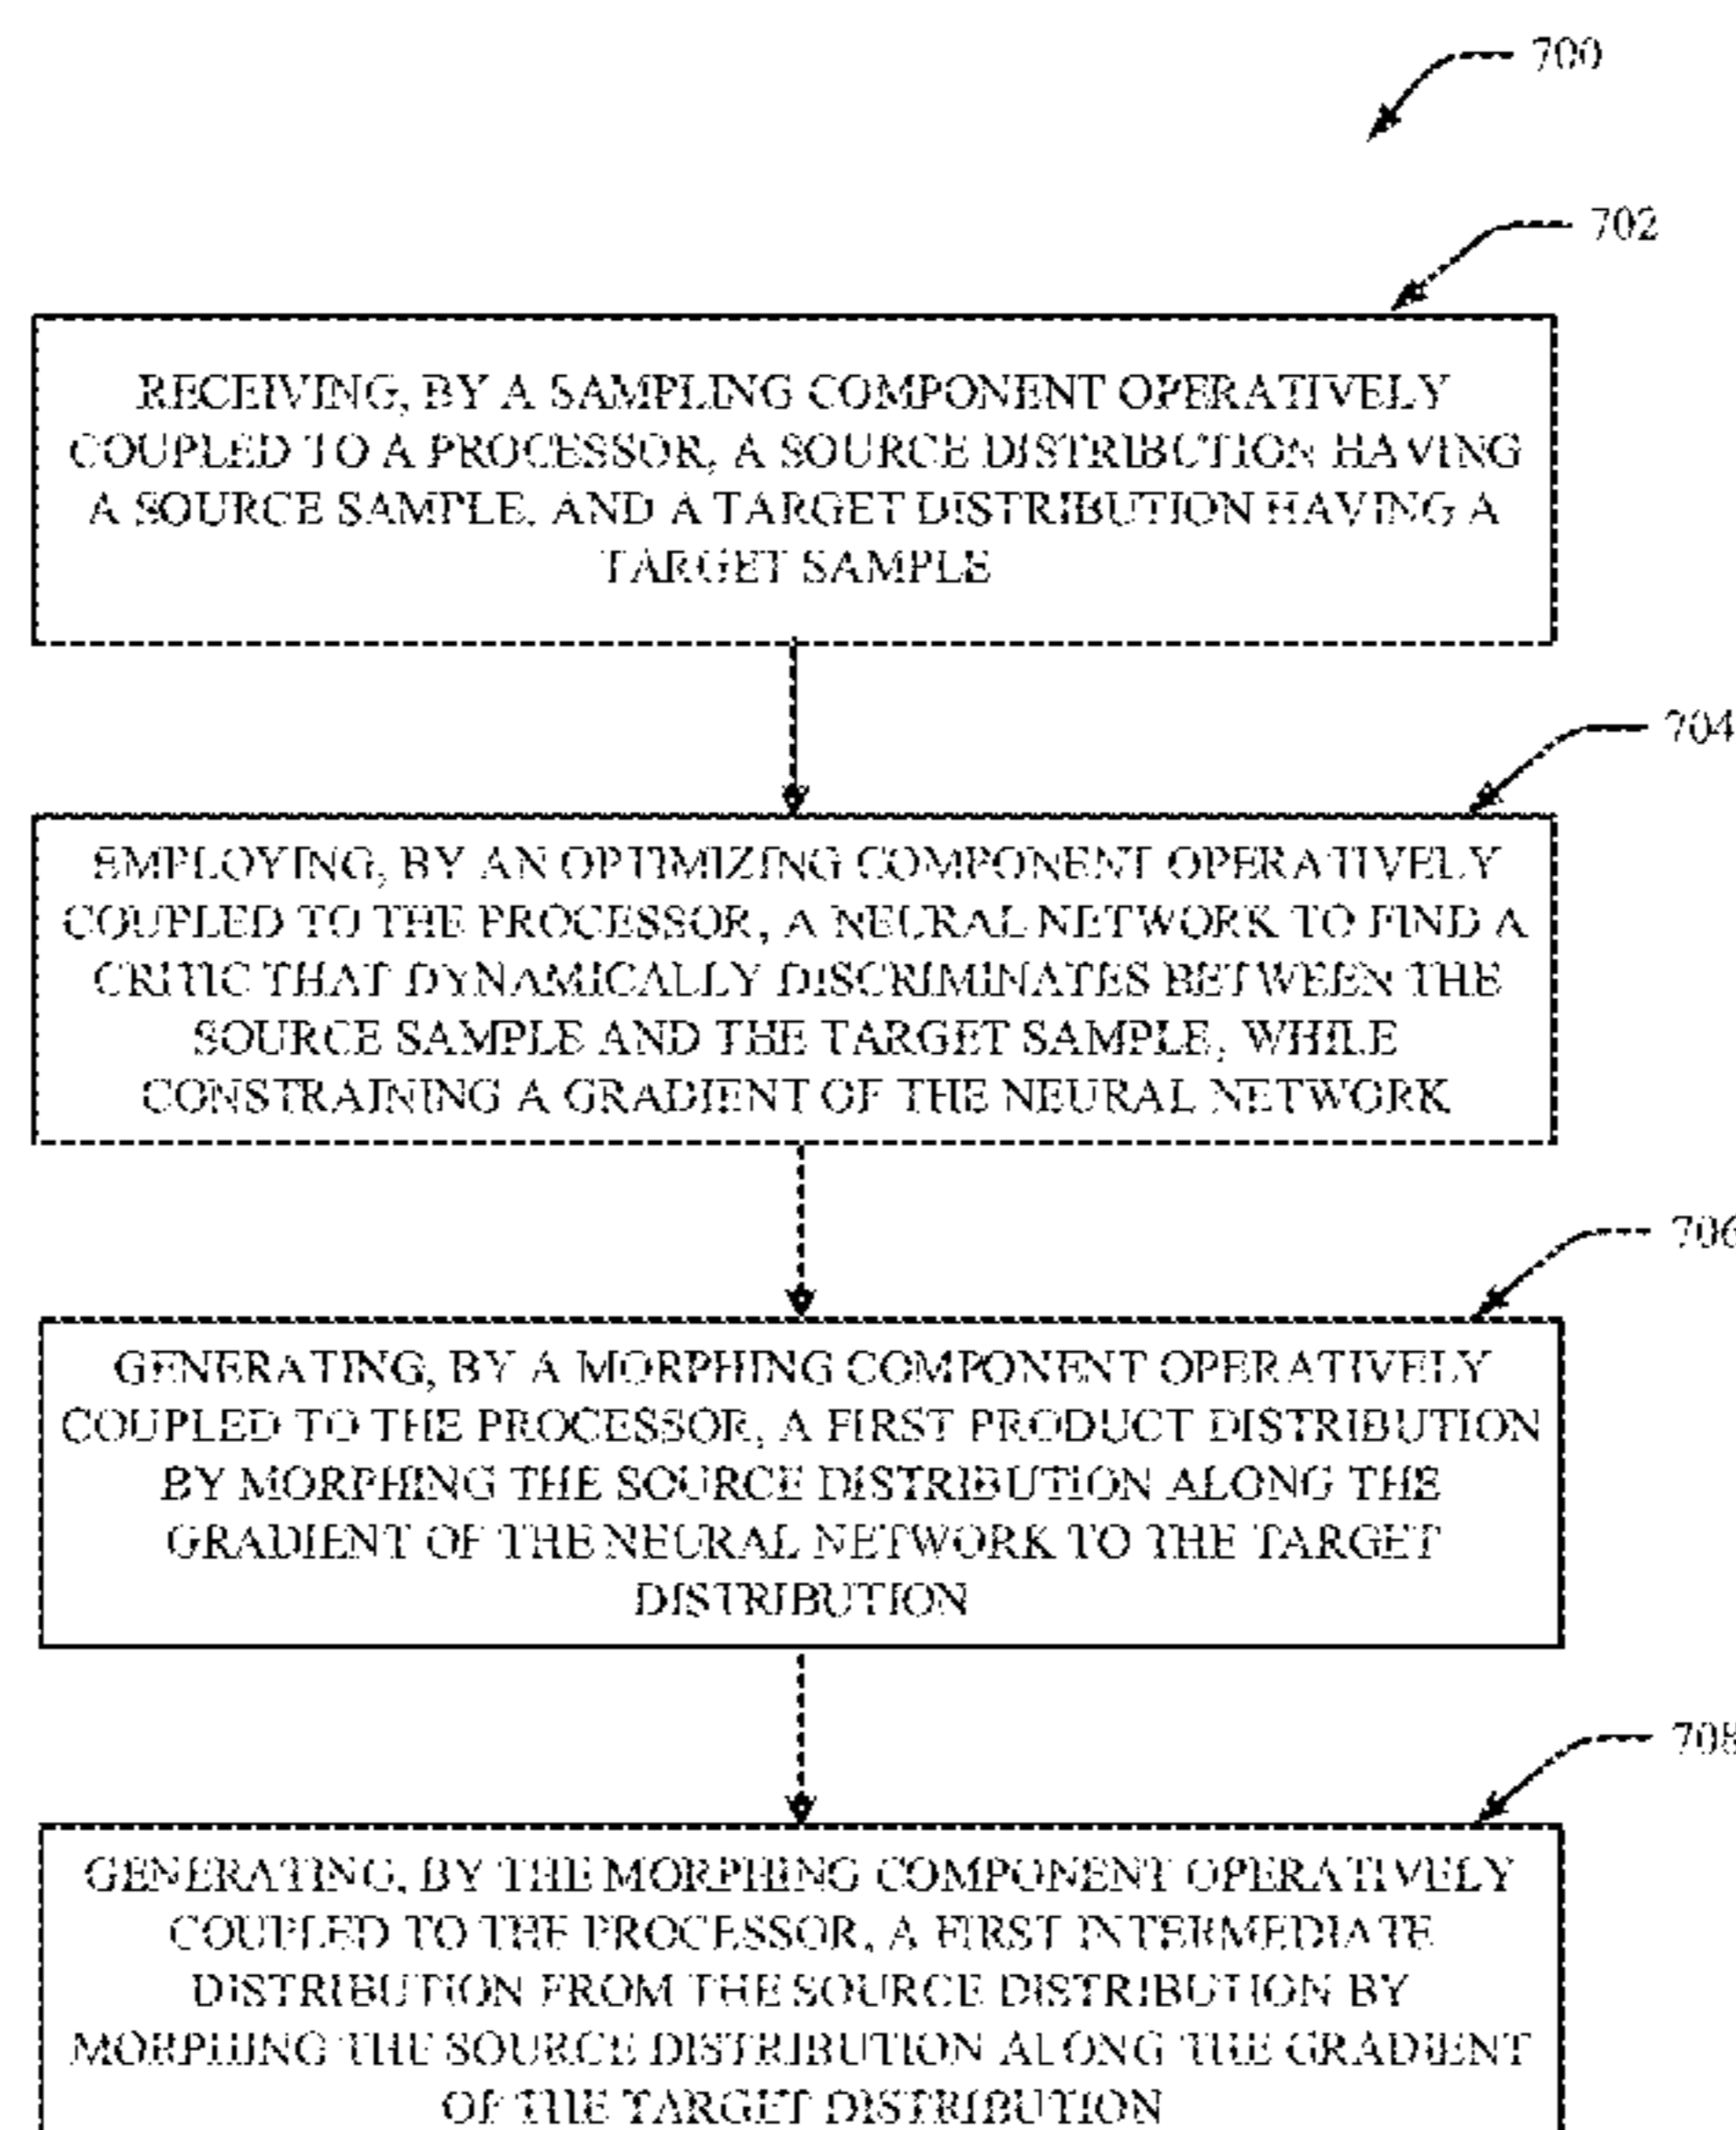 700
702
RECEIVING, BY A SAMPLING COMPONENT OPERATIVELY
COUPLED TO A PROCESSOR, A SOURCE DISTRIBUTION HAVING
A SOURCE SAMPLE, AND A TARGET DISTRIBUTION HAVING A
TARGET SAMPLE
704
EMPLOYING, BY AN OPTIMIZING COMPONENT OPERATIVELY
COUPLED TO THE PROCESSOR, A NEURAL NETWORK TO FIND A
CRITIC THAT DYNAMICALLY DISCRIMINATES BETWEEN THE
SOURCE SAMPLE AND THE TARGET SAMPLE, WHILE
CONSTRAINING A GRADIENT OF THE NEURAL NETWORK
706
GENERATING, BY A MORPHING COMPONENT OPERATIVELY
COUPLED TO THE PROCESSOR, A FIRST PRODUCT DISTRIBUTION
BY MORPHING THE SOURCE DISTRIBUTION ALONG THE
GRADIENT OF THE NEURAL NETWORK TO THE TARGET
DISTRIBUTION
708
GENERATING, BY THE MORPHING COMPONENT OPERATIVELY
COUPLED TO THE PROCESSOR, A FIRST INTERMEDIATE
DISTRIBUTION FROM THE SOURCE DISTRIBUTION BY
MORPHING THE SOURCE DISTRIBUTION ALONG THE GRADIENT
OF THE TARGET DISTRIBUTION